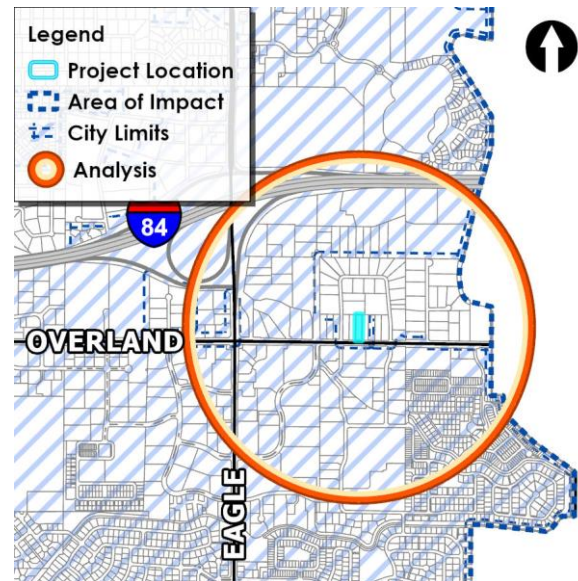 Legend
Project Location
Area of Impact
City Limits
Analysis
84
OVERLAND
EAGLE